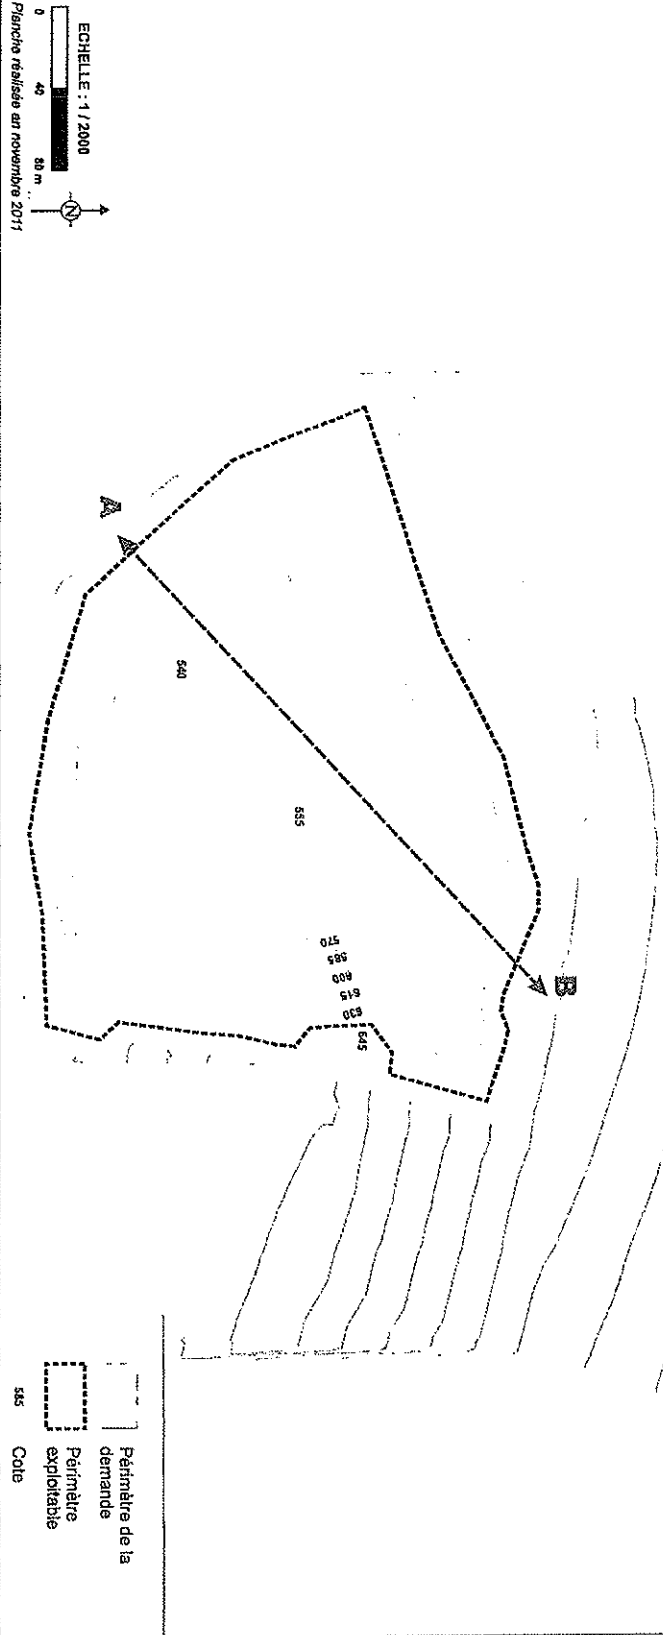 ECHELLE : 1 / 2000
0 40 80 m
N
Planche réalisée en novembre 2011
A
B
540
555
570
585
600
615
630
645
Périmètre de la
demande
Périmètre
exploitable
585 Cote